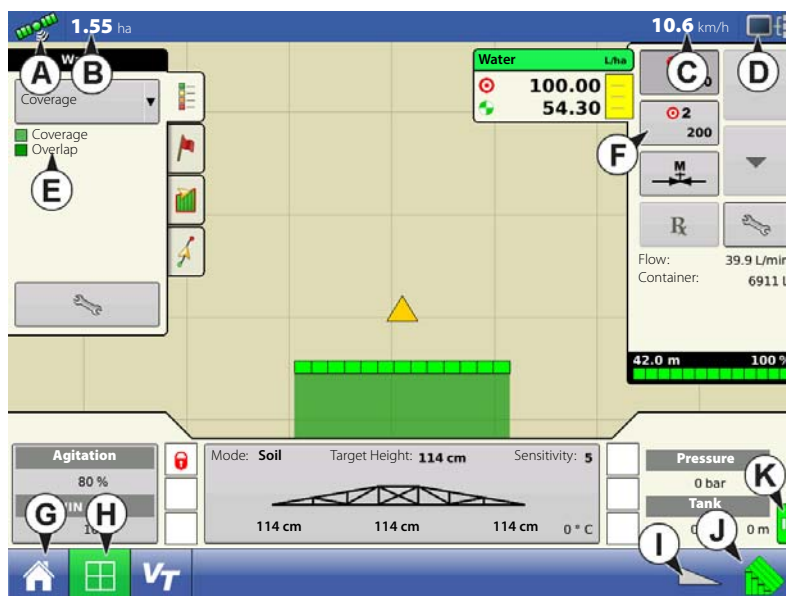 1.55 ha
10.6 km/h
A
B
C
D
Coverage
Coverage
Overlap
E
Water L/ha
100.00
54.30
F
2
200
M
Rx
Flow: 39.9 L/min
Container: 6911 L
42.0 m 100 %
Agitation
80 %
Mode: Soil Target Height: 114 cm Sensitivity: 5
114 cm 114 cm 114 cm 0 ° C
Pressure
0 bar
Tank
0 m
G
H
I
J
K
VT